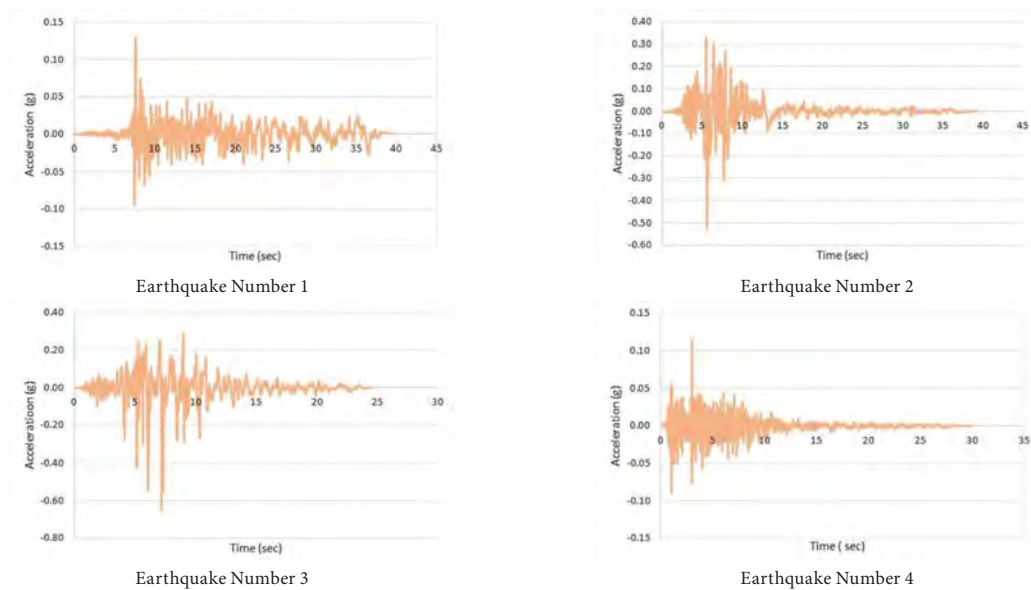 0.15
0.10
0.05
0.00
-0.05
-0.10
-0.15
0 5 10 15 20 25 30 35 40 45
Acceleration (g)
Time (sec)
Earthquake Number 1
0.40
0.30
0.20
0.10
0.00
-0.10
-0.20
-0.30
-0.40
-0.50
-0.60
0 5 10 15 20 25 30 35 40 45
Acceleration (g)
Time (sec)
Earthquake Number 2
0.40
0.20
0.00
-0.20
-0.40
-0.60
-0.80
0 5 10 15 20 25 30
Acceleratioon (g)
Time (sec)
Earthquake Number 3
0.15
0.10
0.05
0.00
-0.05
-0.10
-0.15
0 5 10 15 20 25 30 35
Acceleration (g)
Time ( sec)
Earthquake Number 4